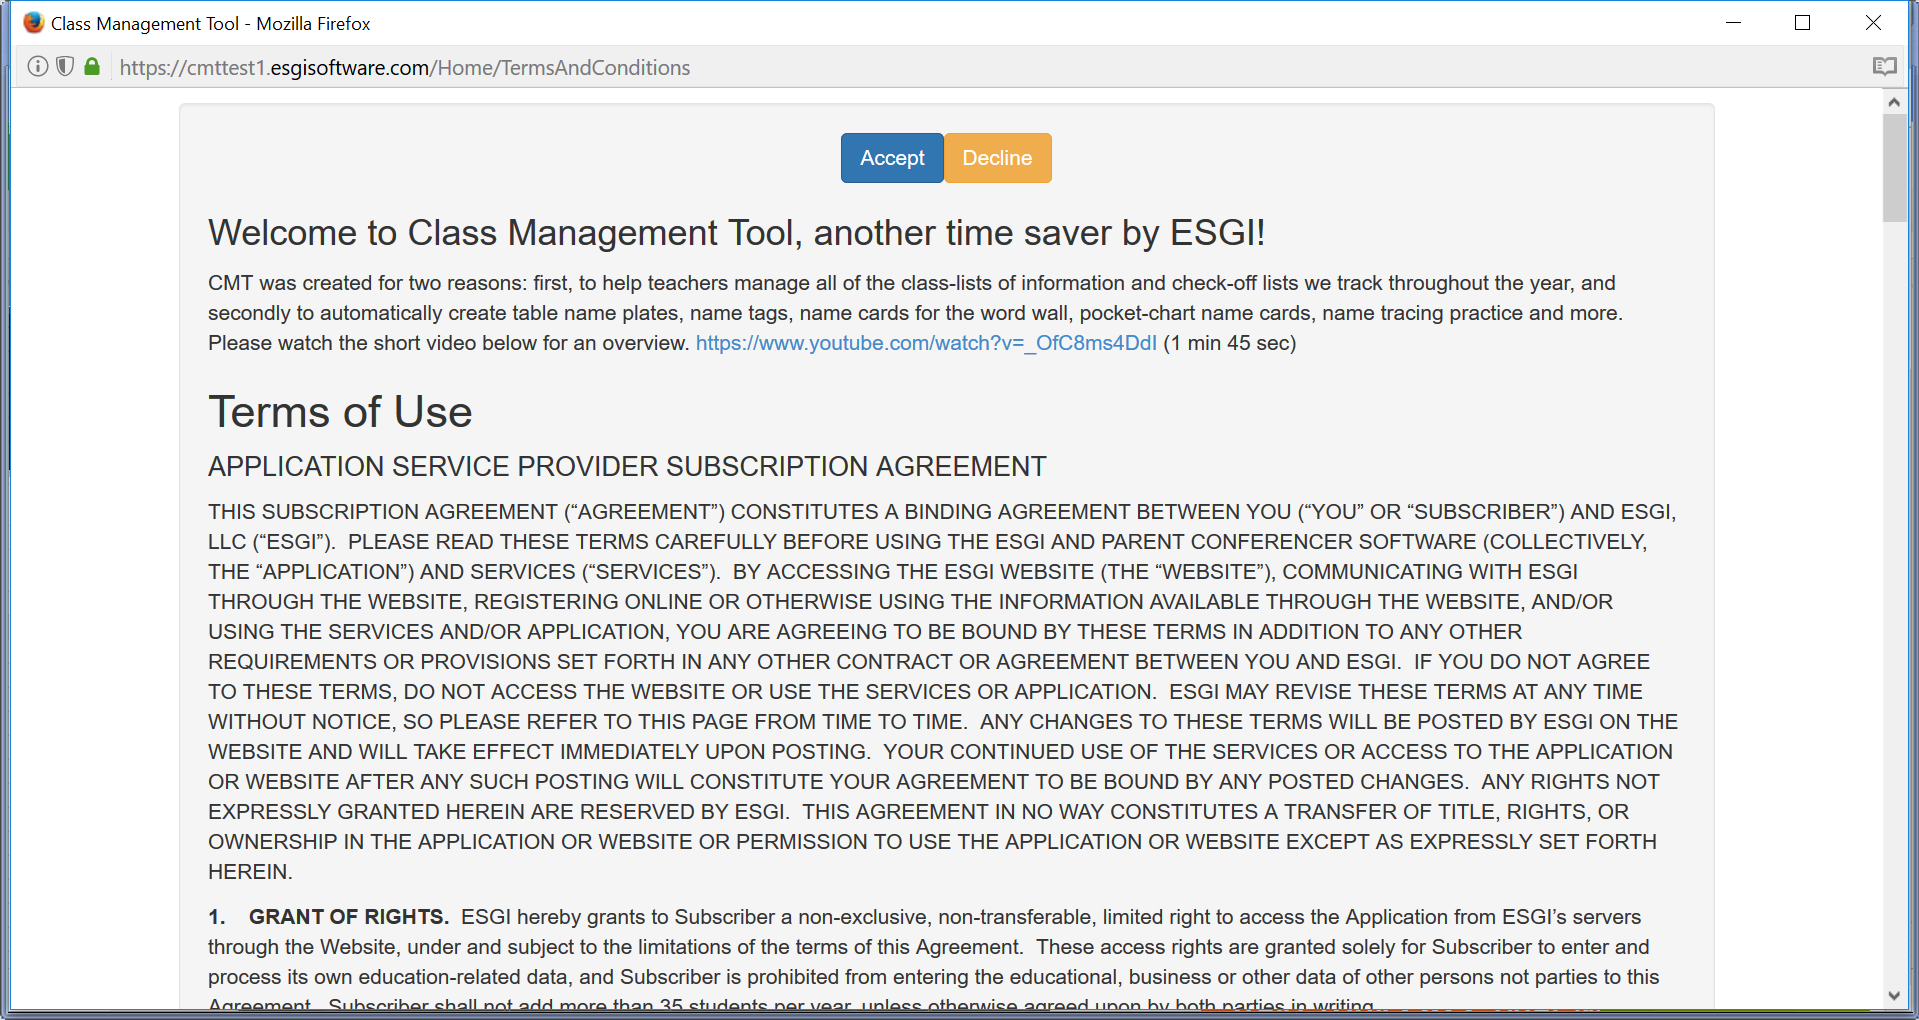 Class Management Tool - Mozilla Firefox
https://cmttest1.esgisoftware.com/Home/TermsAndConditions
Accept Decline
Welcome to Class Management Tool, another time saver by ESGI!
CMT was created for two reasons: first, to help teachers manage all of the class-lists of information and check-off lists we track throughout the year, and
secondly to automatically create table name plates, name tags, name cards for the word wall, pocket-chart name cards, name tracing practice and more.
Please watch the short video below for an overview. https://www.youtube.com/watch?v=_OfC8ms4DdI (1 min 45 sec)
Terms of Use
APPLICATION SERVICE PROVIDER SUBSCRIPTION AGREEMENT
THIS SUBSCRIPTION AGREEMENT (“AGREEMENT”) CONSTITUTES A BINDING AGREEMENT BETWEEN YOU (“YOU” OR “SUBSCRIBER”) AND ESGI,
LLC (“ESGI”).  PLEASE READ THESE TERMS CAREFULLY BEFORE USING THE ESGI AND PARENT CONFERENCER SOFTWARE (COLLECTIVELY,
THE “APPLICATION”) AND SERVICES (“SERVICES”).  BY ACCESSING THE ESGI WEBSITE (THE “WEBSITE”), COMMUNICATING WITH ESGI
THROUGH THE WEBSITE, REGISTERING ONLINE OR OTHERWISE USING THE INFORMATION AVAILABLE THROUGH THE WEBSITE, AND/OR
USING THE SERVICES AND/OR APPLICATION, YOU ARE AGREEING TO BE BOUND BY THESE TERMS IN ADDITION TO ANY OTHER
REQUIREMENTS OR PROVISIONS SET FORTH IN ANY OTHER CONTRACT OR AGREEMENT BETWEEN YOU AND ESGI.  IF YOU DO NOT AGREE
TO THESE TERMS, DO NOT ACCESS THE WEBSITE OR USE THE SERVICES OR APPLICATION.  ESGI MAY REVISE THESE TERMS AT ANY TIME
WITHOUT NOTICE, SO PLEASE REFER TO THIS PAGE FROM TIME TO TIME.  ANY CHANGES TO THESE TERMS WILL BE POSTED BY ESGI ON THE
WEBSITE AND WILL TAKE EFFECT IMMEDIATELY UPON POSTING.  YOUR CONTINUED USE OF THE SERVICES OR ACCESS TO THE APPLICATION
OR WEBSITE AFTER ANY SUCH POSTING WILL CONSTITUTE YOUR AGREEMENT TO BE BOUND BY ANY POSTED CHANGES.  ANY RIGHTS NOT
EXPRESSLY GRANTED HEREIN ARE RESERVED BY ESGI.  THIS AGREEMENT IN NO WAY CONSTITUTES A TRANSFER OF TITLE, RIGHTS, OR
OWNERSHIP IN THE APPLICATION OR WEBSITE OR PERMISSION TO USE THE APPLICATION OR WEBSITE EXCEPT AS EXPRESSLY SET FORTH
HEREIN.
1.  GRANT OF RIGHTS.  ESGI hereby grants to Subscriber a non-exclusive, non-transferable, limited right to access the Application from ESGI’s servers
through the Website, under and subject to the limitations of the terms of this Agreement.  These access rights are granted solely for Subscriber to enter and
process its own education-related data, and Subscriber is prohibited from entering the educational, business or other data of other persons not parties to this
Agreement.  Subscriber shall not add more than 35 students per year, unless otherwise agreed upon by both parties in writing.